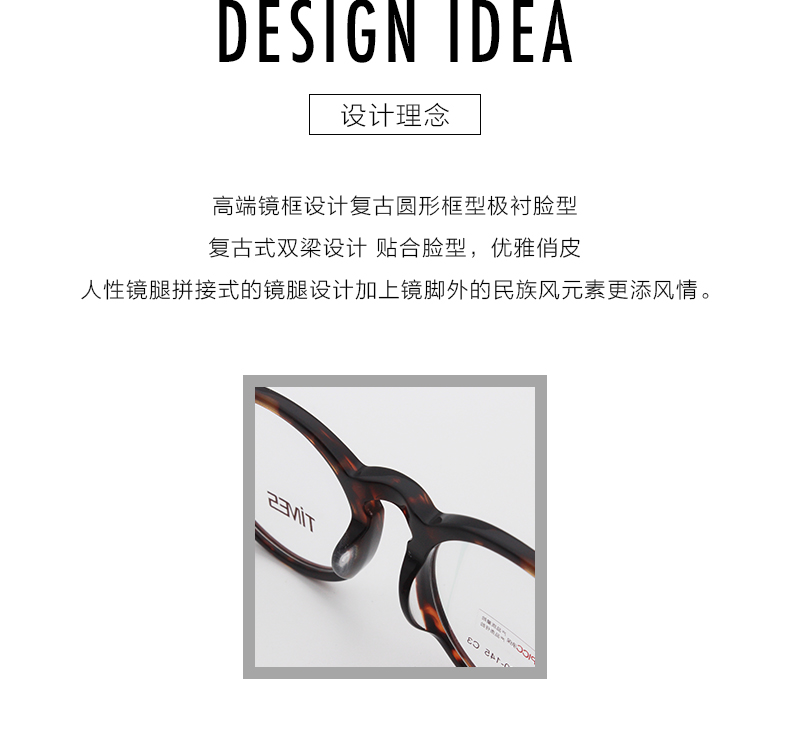 DESIGN IDEA
设计理念
高端镜框设计复古圆形框型极衬脸型
复古式双梁设计 贴合脸型，优雅俏皮
人性镜腿拼接式的镜腿设计加上镜脚外的民族风元素更添风情。
TiMES
PICC
-145 C3